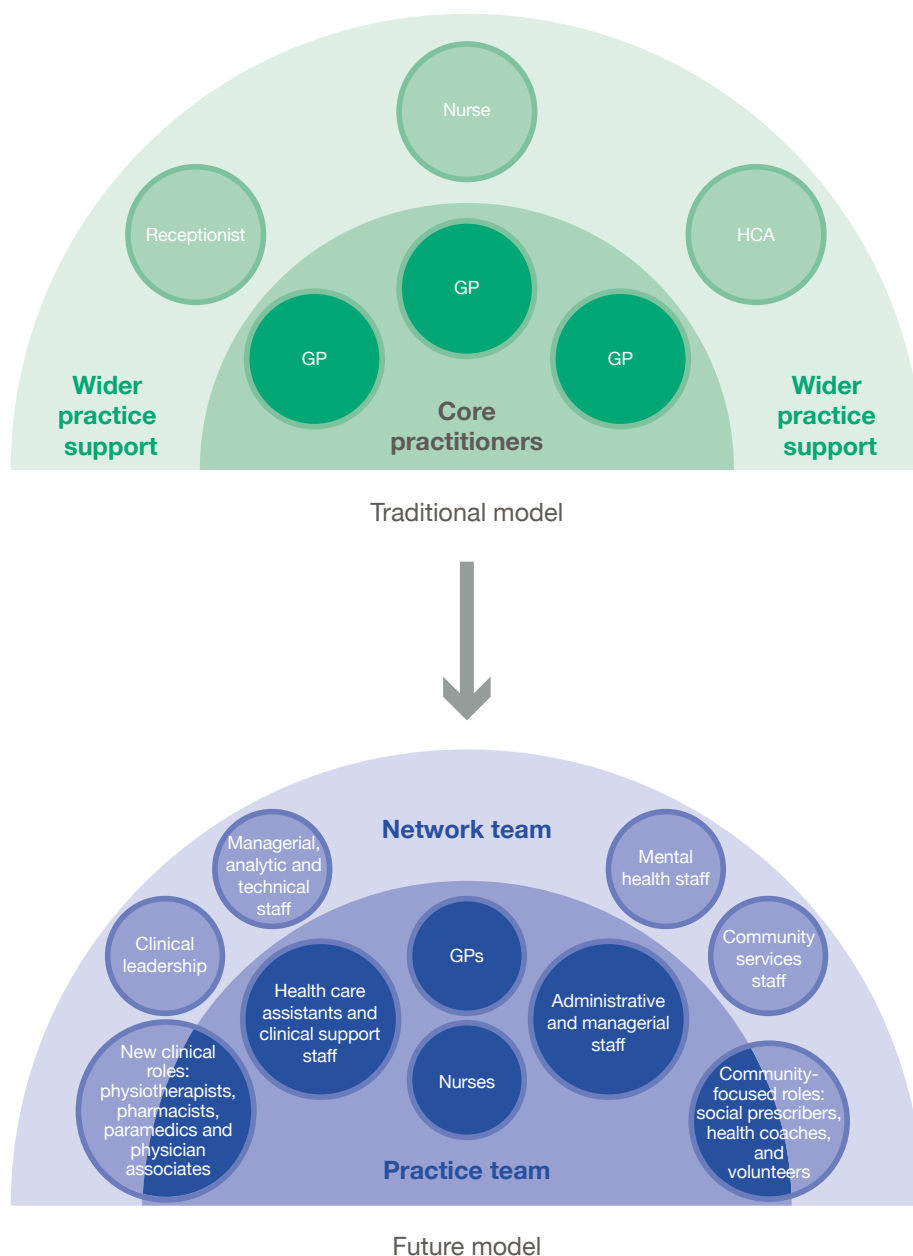 Nurse
Receptionist
HCA
GP
GP
GP
Wider
practice
support
Core
practitioners
Wider
practice
support
Traditional model
Network team
Managerial,
analytic and
technical
staff
Mental
health staff
Clinical
leadership
Community
services
staff
GPs
Health care
assistants and
clinical support
staff
Administrative
and managerial
staff
Nurses
New clinical
roles:
physiotherapists,
pharmacists,
paramedics and
physician
associates
Community-
focused roles:
social prescribers,
health coaches,
and
volunteers
Practice team
Future model